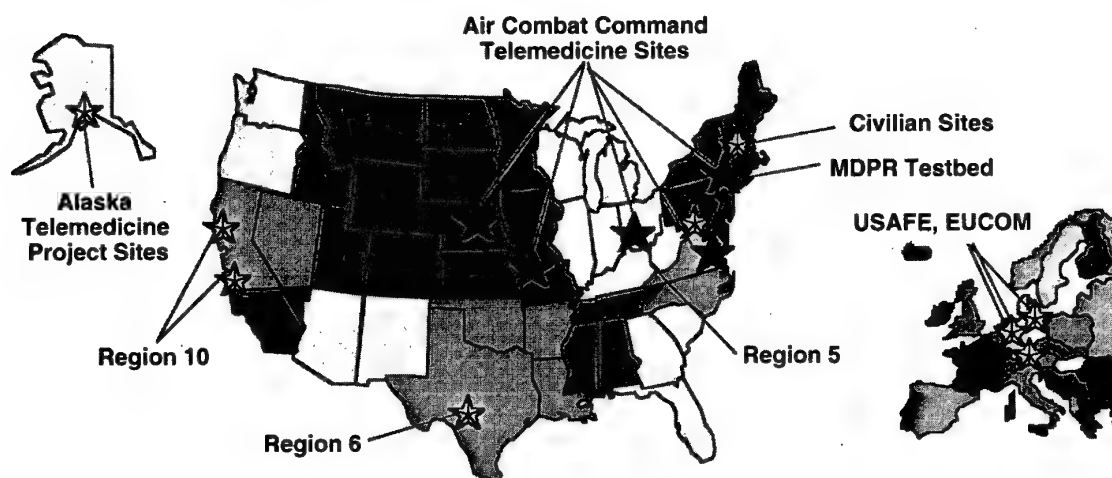 Air Combat Command
Telemedicine Sites
Civilian Sites
MDPR Testbed
Alaska
Telemedicine
Project Sites
USAFE, EUCOM
Region 10
Region 5
Region 6